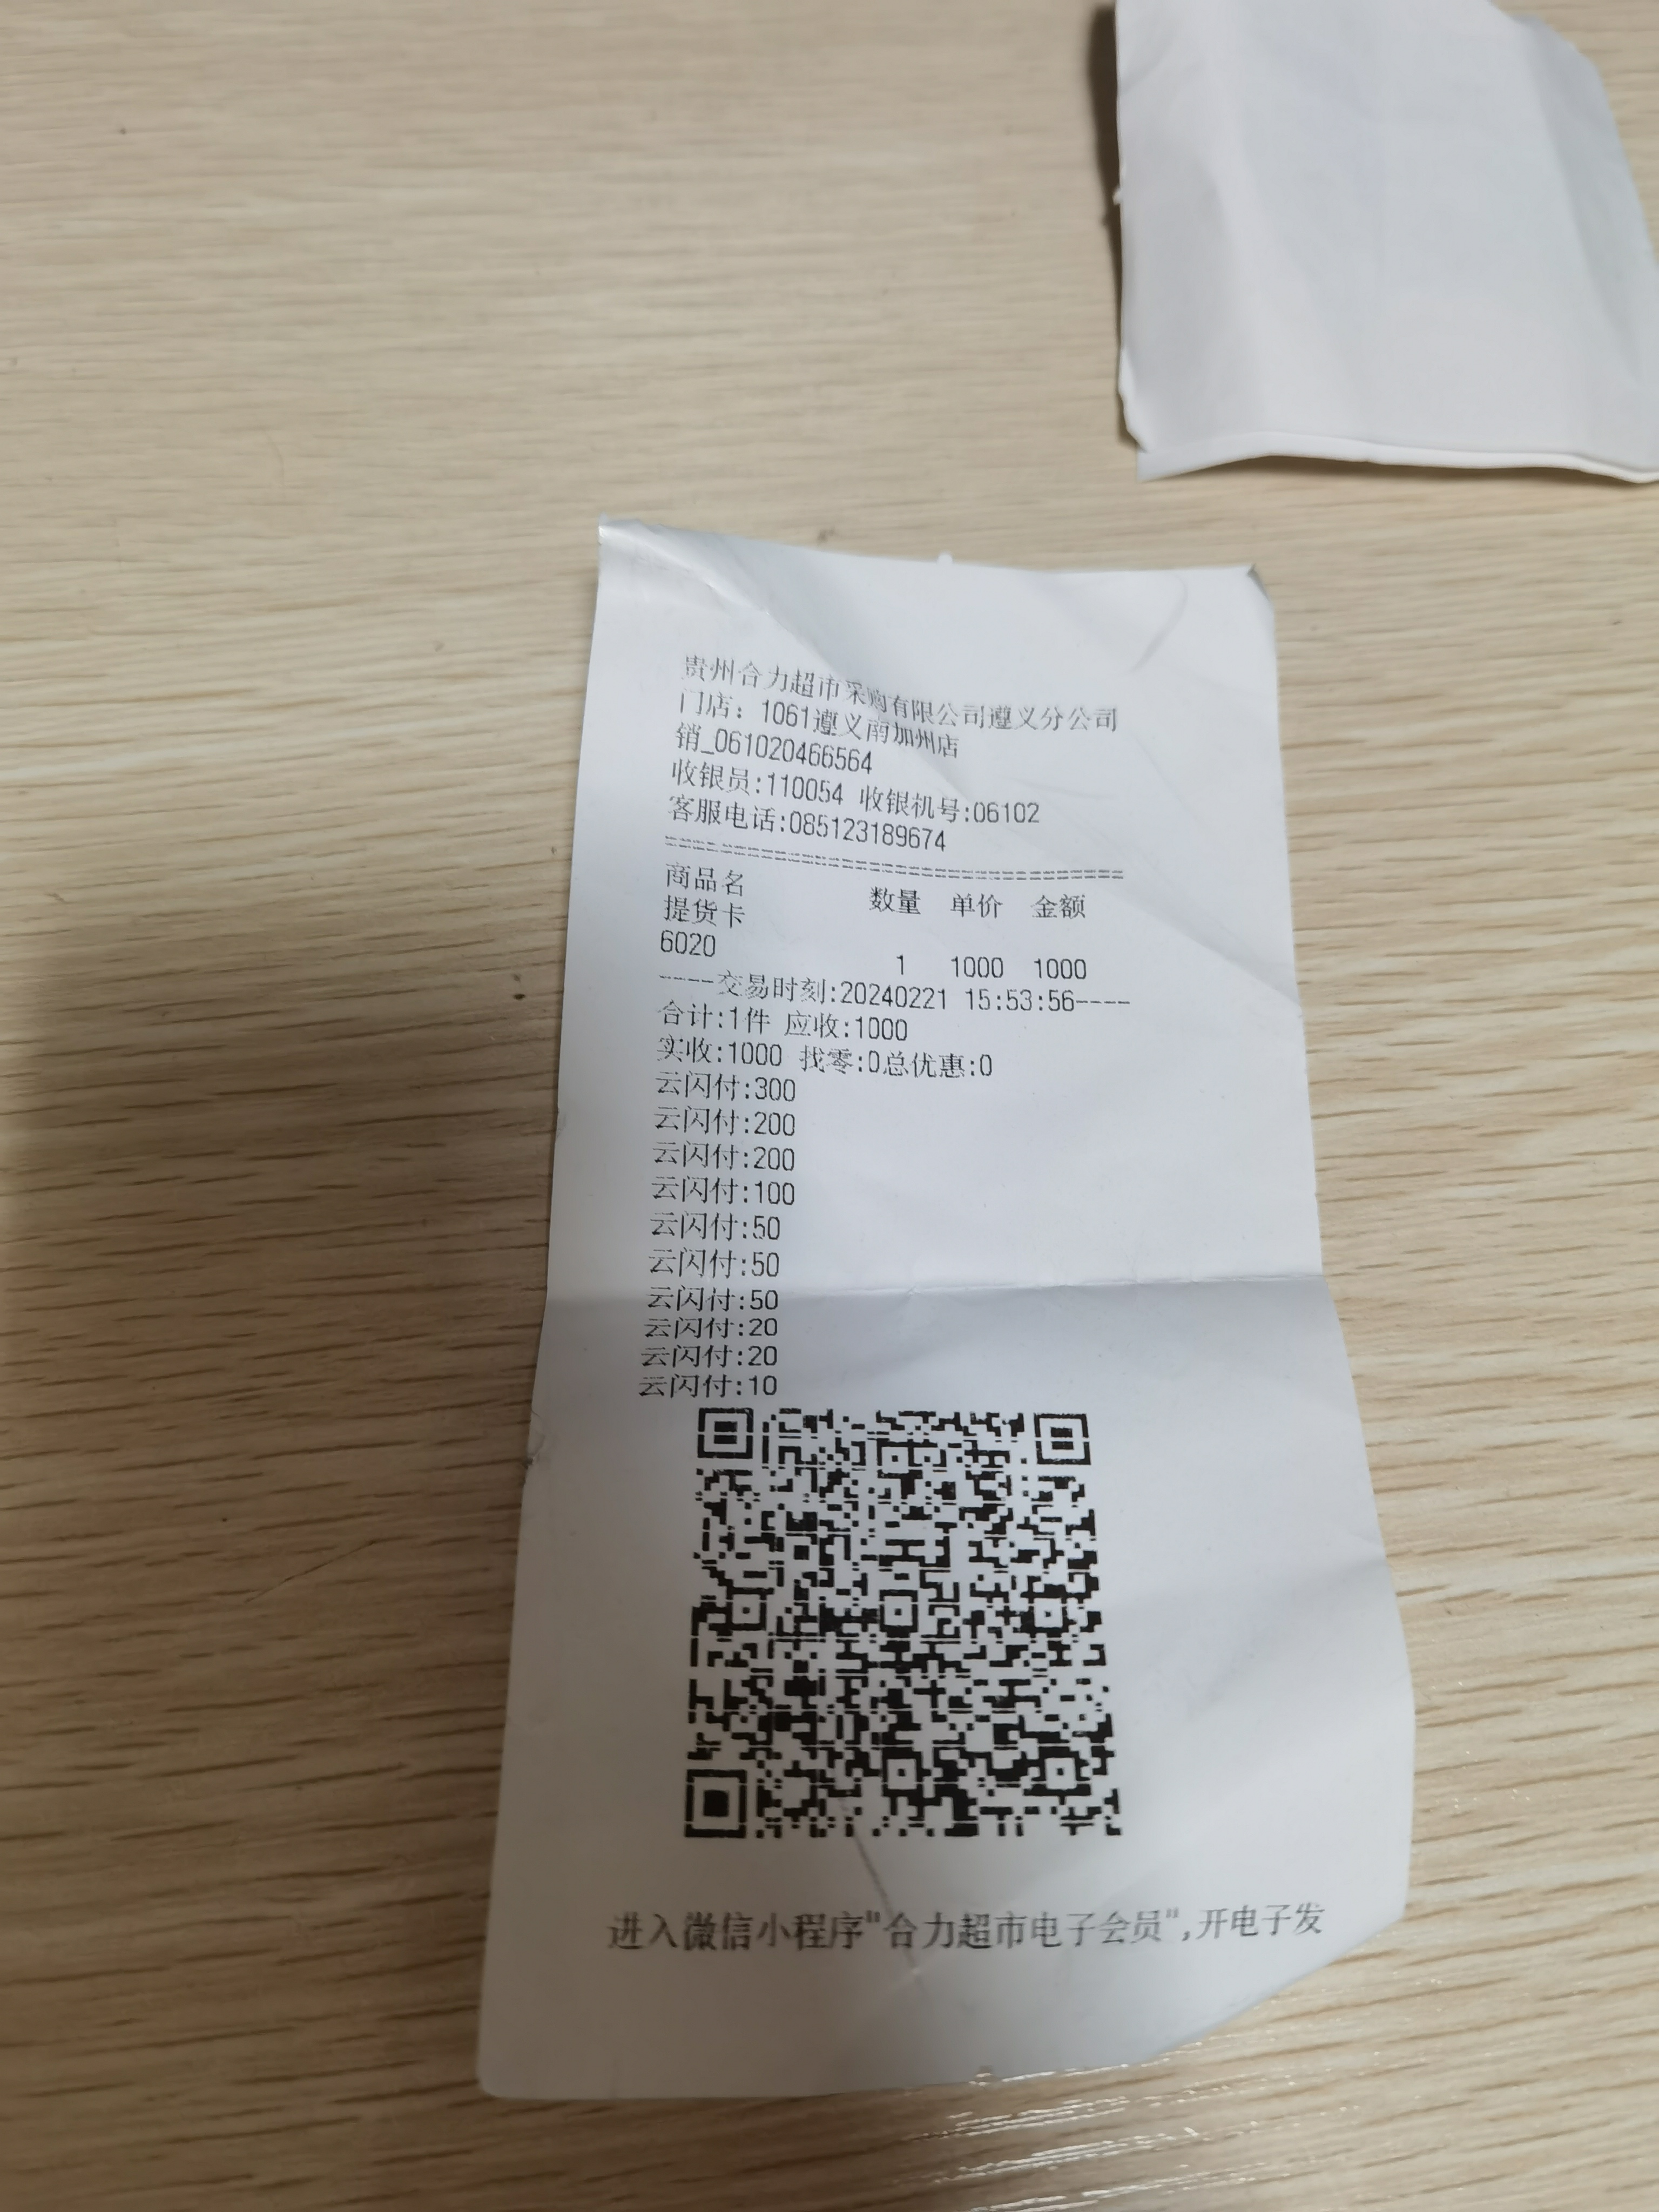 贵州合力超市采购有限公司遵义分公司
门店：1061遵义南加州店
销_061020466564
收银员:110054 收银机号:06102
客服电话:085123189674
==================================
商品名 数量 单价 金额
提货卡
6020 1 1000 1000
----交易时刻:20240221 15:53:56----
合计:1件 应收:1000
实收:1000 找零:0总优惠:0
云闪付:300
云闪付:200
云闪付:200
云闪付:100
云闪付:50
云闪付:50
云闪付:50
云闪付:20
云闪付:20
云闪付:10
进入微信小程序"合力超市电子会员",开电子发